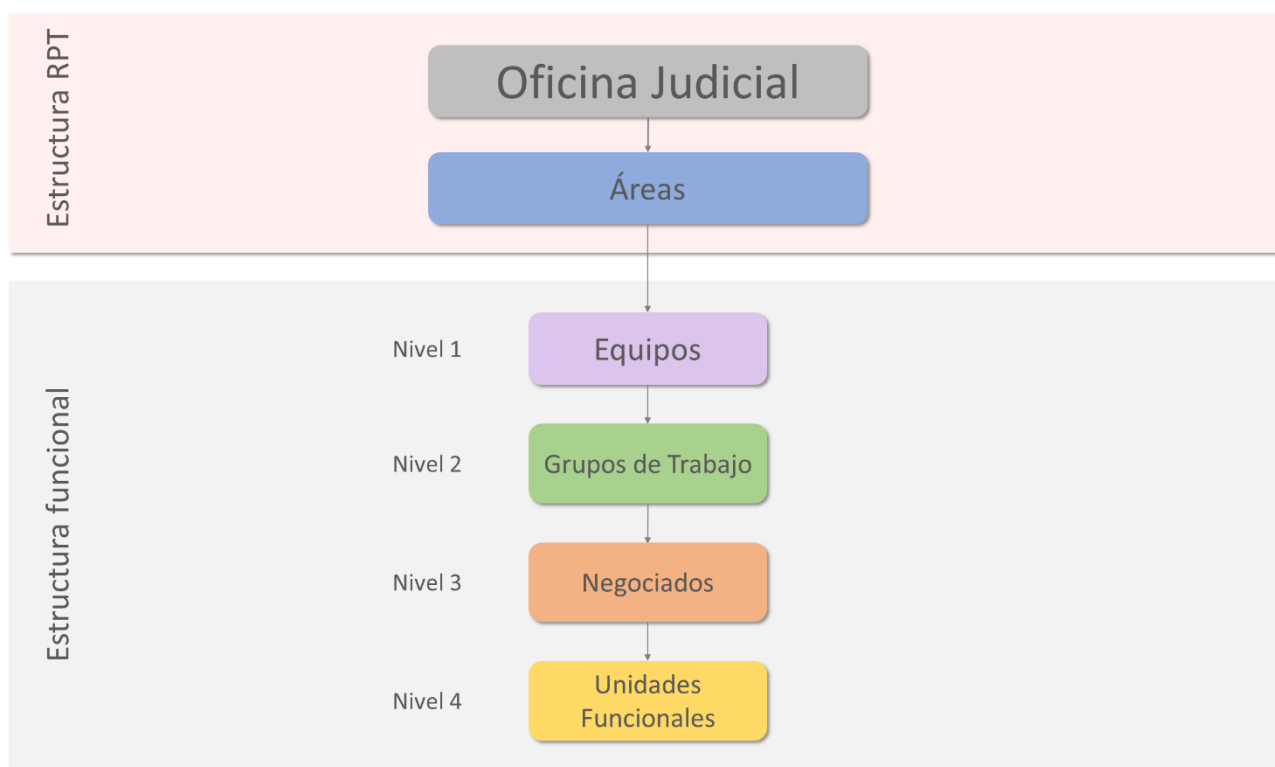 Estructura RPT
Oficina Judicial
Áreas
Estructura funcional
Nivel 1
Equipos
Nivel 2
Grupos de Trabajo
Nivel 3
Negociados
Nivel 4
Unidades
Funcionales